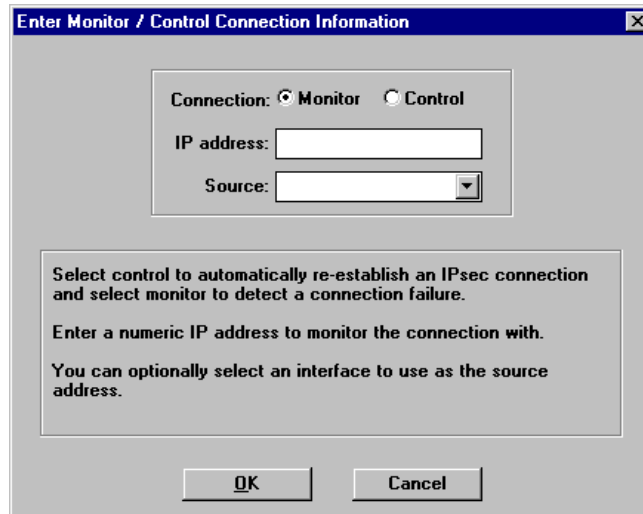 Enter Monitor / Control Connection Information
Connection: Monitor Control
IP address:
Source:
Select control to automatically re-establish an IPsec connection
and select monitor to detect a connection failure.
Enter a numeric IP address to monitor the connection with.
You can optionally select an interface to use as the source
address.
OK Cancel